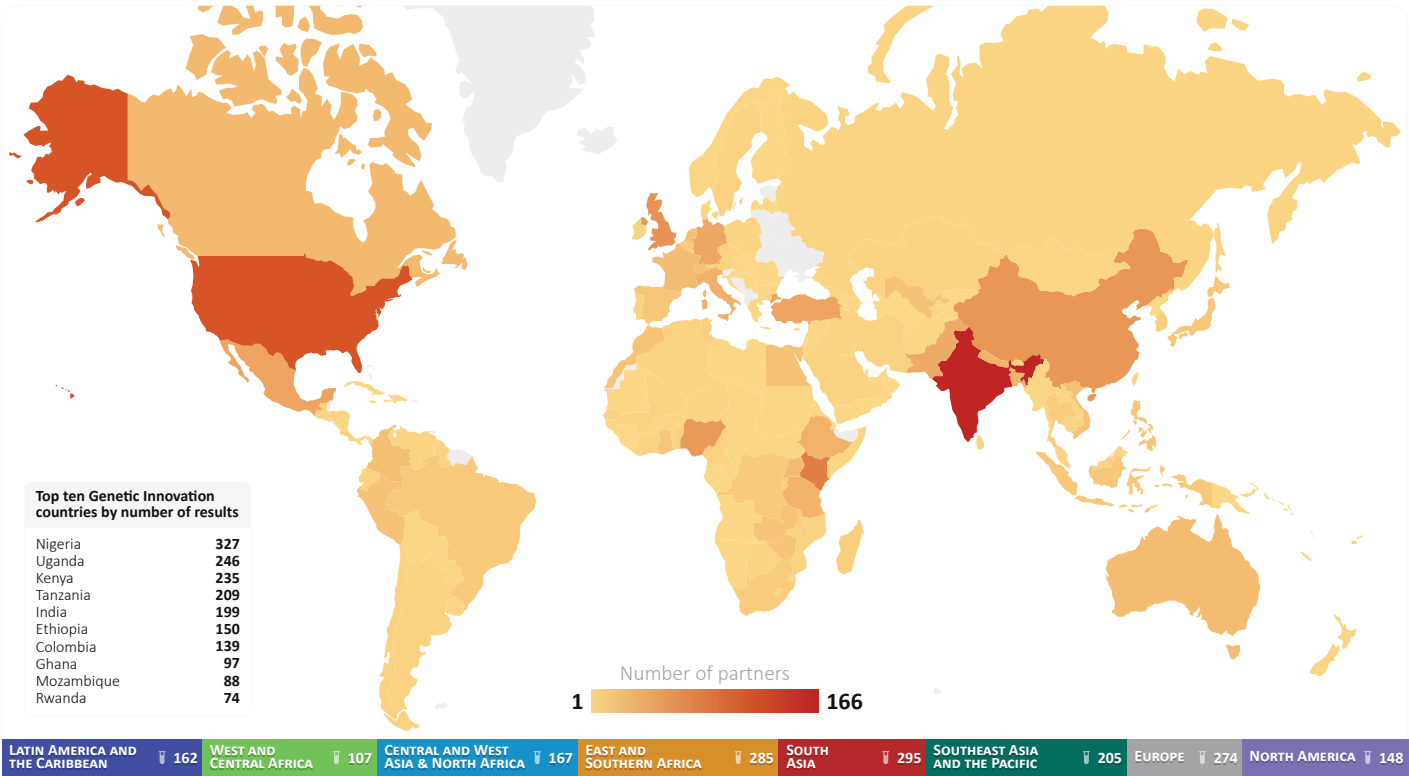 Top ten Genetic Innovation
countries by number of results
Nigeria 327
Uganda 246
Kenya 235
Tanzania 209
India 199
Ethiopia 150
Colombia 139
Ghana 97
Mozambique 88
Rwanda 74
Number of partners
1 166
LATIN AMERICA AND
THE CARIBBEAN 162
WEST AND
CENTRAL AFRICA 107
CENTRAL AND WEST
ASIA & NORTH AFRICA 167
EAST AND
SOUTHERN AFRICA 285
SOUTH
ASIA 295
SOUTHEAST ASIA
AND THE PACIFIC 205
EUROPE 274
NORTH AMERICA 148